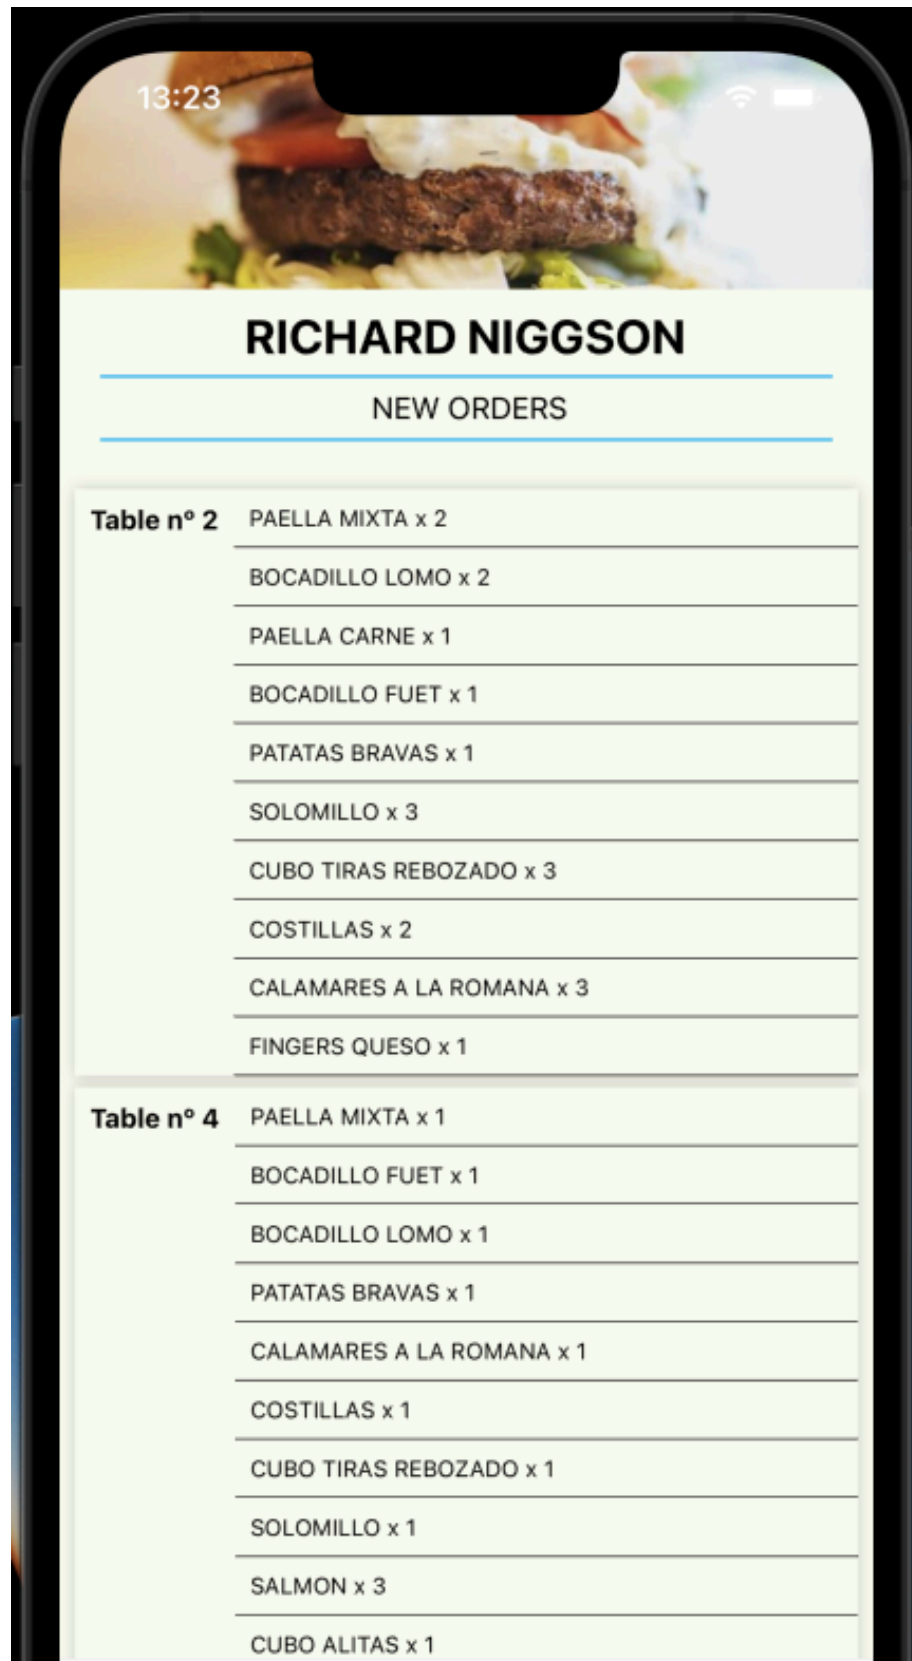 13:23
RICHARD NIGGSON
NEW ORDERS
Table nº 2 PAELLA MIXTA x 2
BOCADILLO LOMO x 2
PAELLA CARNE x 1
BOCADILLO FUET x 1
PATATAS BRAVAS x 1
SOLOMILLO x 3
CUBO TIRAS REBOZADO x 3
COSTILLAS x 2
CALAMARES A LA ROMANA x 3
FINGERS QUESO x 1
Table nº 4 PAELLA MIXTA x 1
BOCADILLO FUET x 1
BOCADILLO LOMO x 1
PATATAS BRAVAS x 1
CALAMARES A LA ROMANA x 1
COSTILLAS x 1
CUBO TIRAS REBOZADO x 1
SOLOMILLO x 1
SALMON x 3
CUBO ALITAS x 1